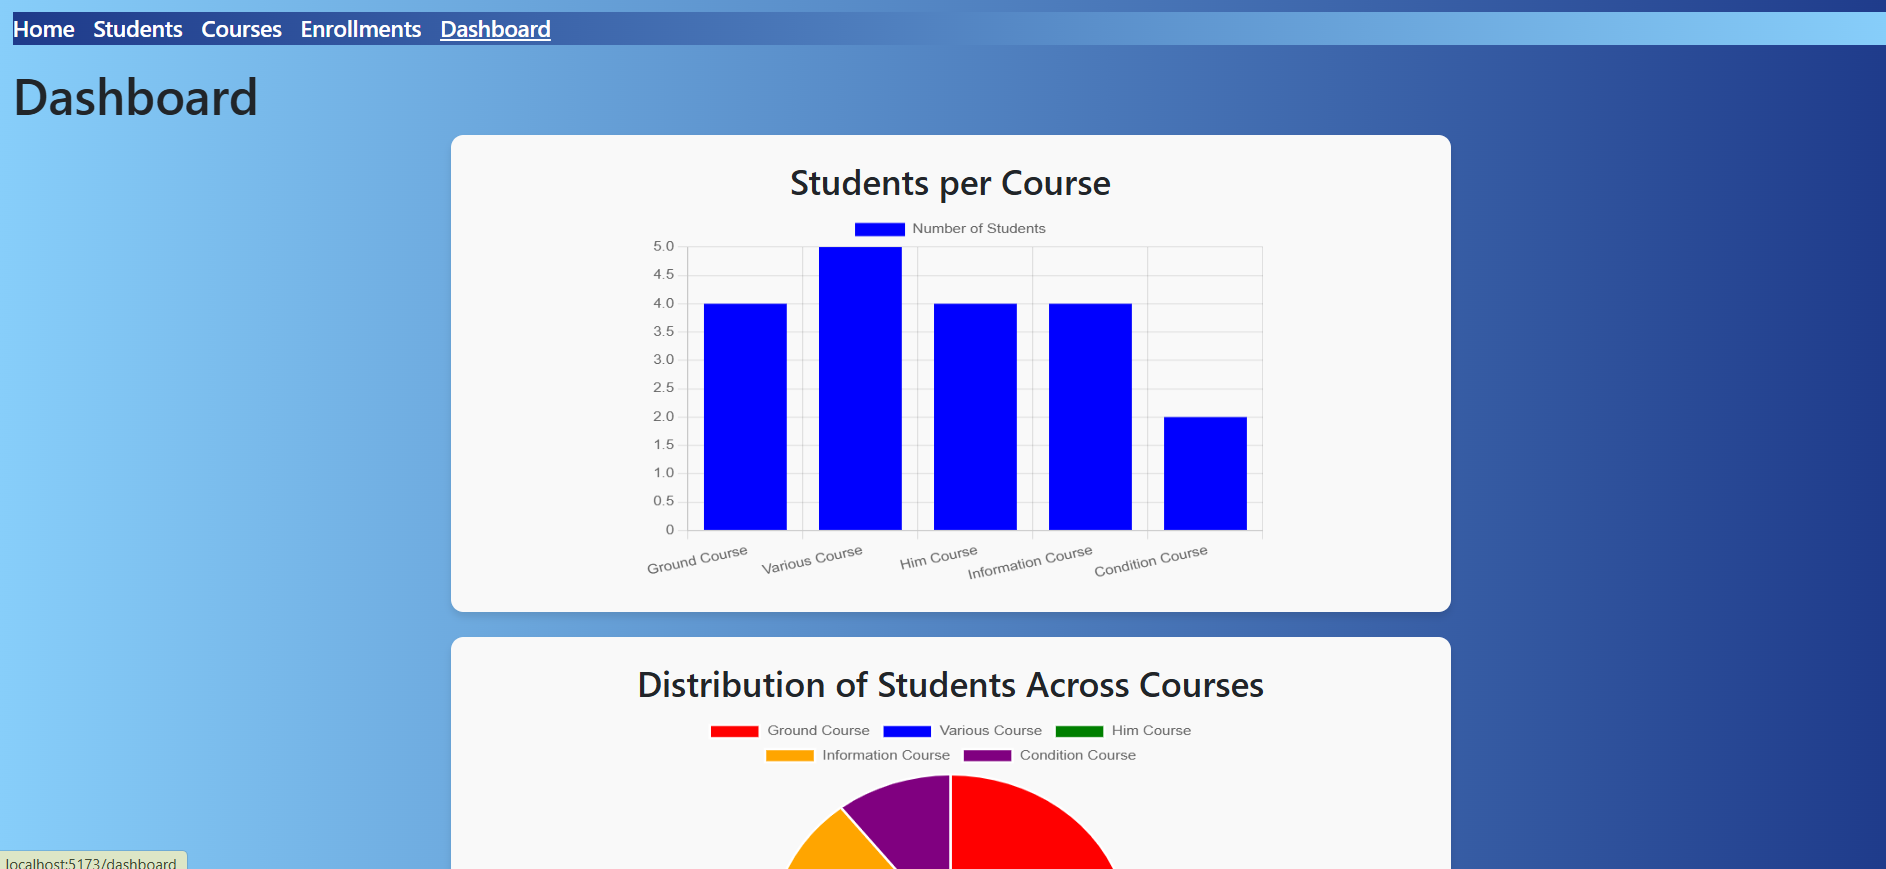 Home Students Courses Enrollments Dashboard
Dashboard
Students per Course
Number of Students
5.0
4.5
4.0
3.5
3.0
2.5
2.0
1.5
1.0
0.5
0
Ground Course Various Course Him Course Information Course Condition Course
Distribution of Students Across Courses
Ground Course Various Course Him Course
Information Course Condition Course
localhost:5173/dashboard